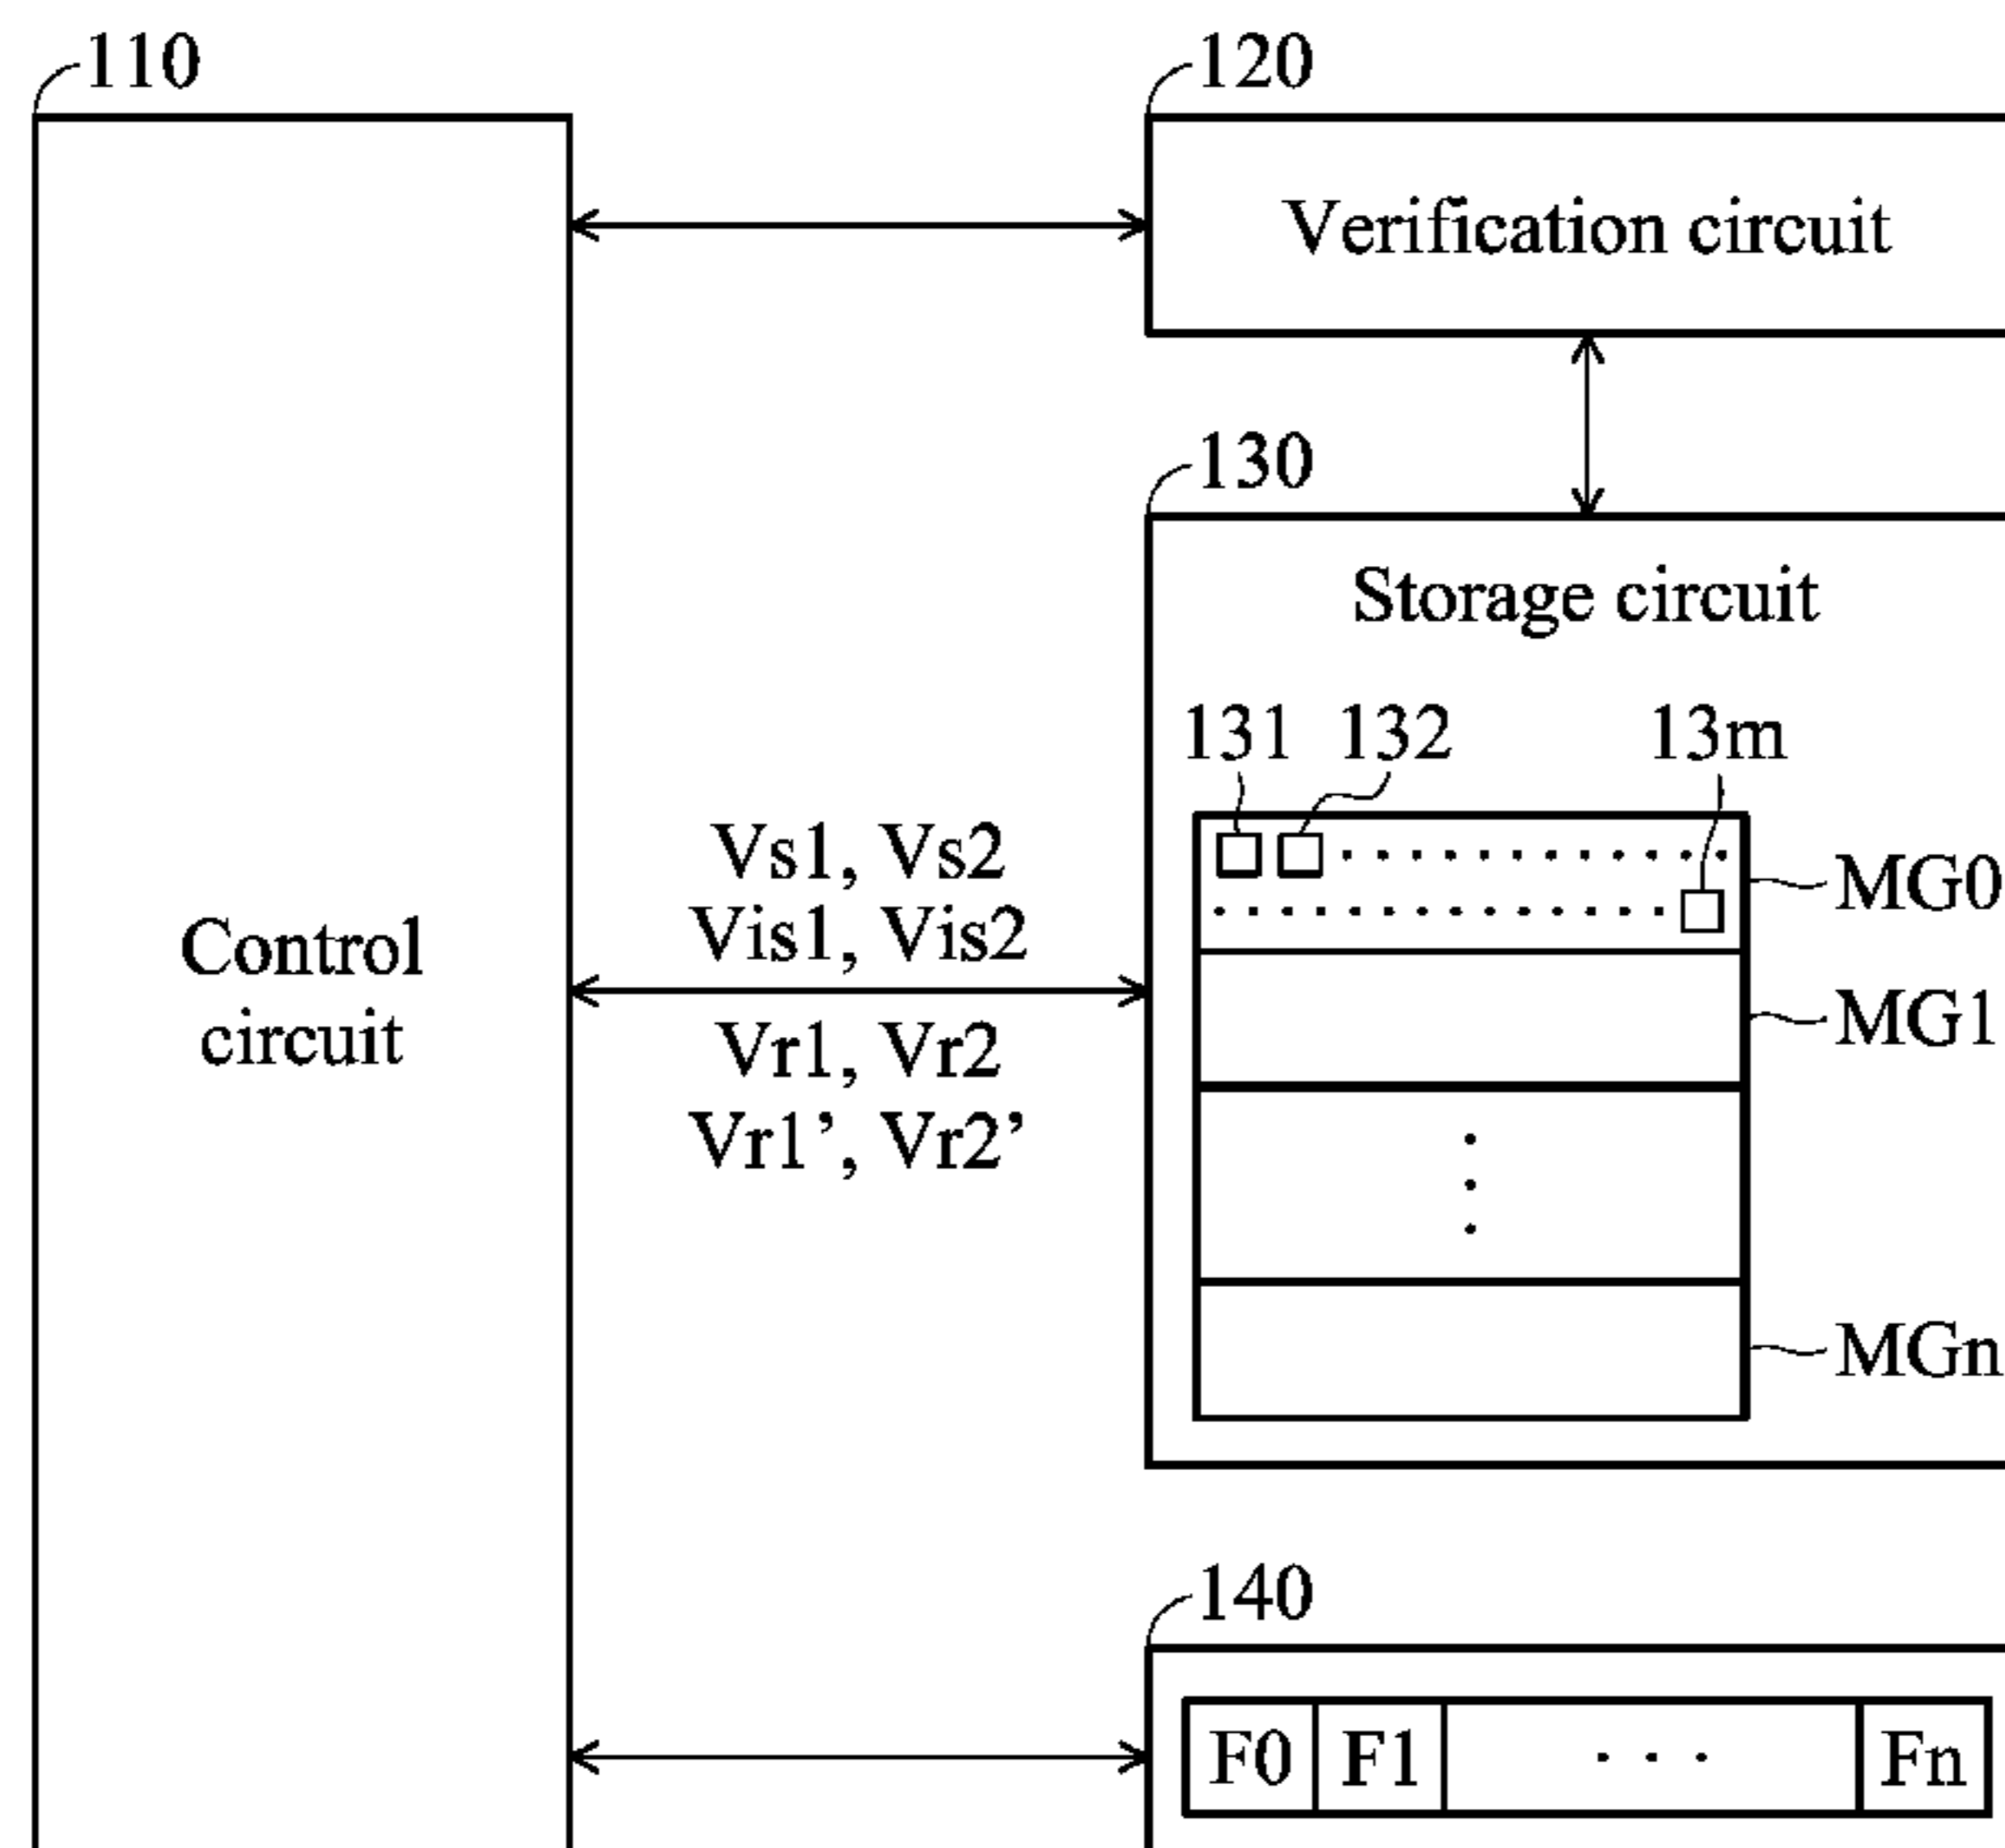 110
120
Verification circuit
130
Storage circuit
131 132 13m
MG0
MG1
MGn
Control
circuit
Vs1, Vs2
Vis1, Vis2
Vr1, Vr2
Vr1’, Vr2’
140
F0 F1 . . . Fn